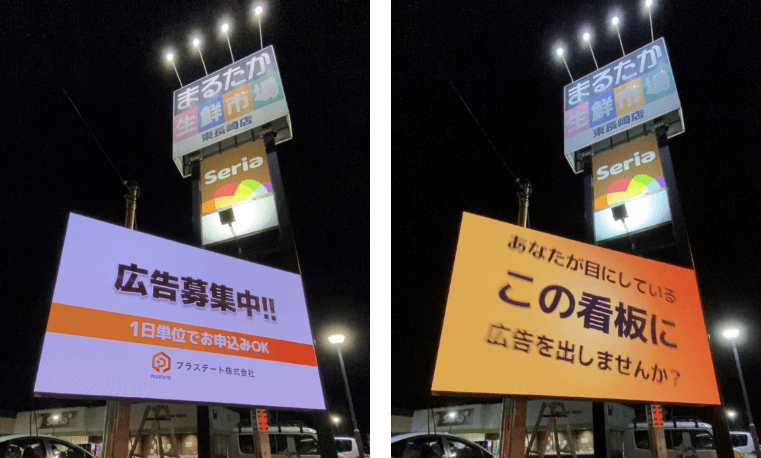 まるたか
生鮮市場
東長崎店
Seria
広告募集中!!
1日単位でお申込みOK
プラステート株式会社
PLUSTATE
まるたか
生鮮市場
東長崎店
Seria
あなたが目にしている
この看板に
広告を出しませんか?